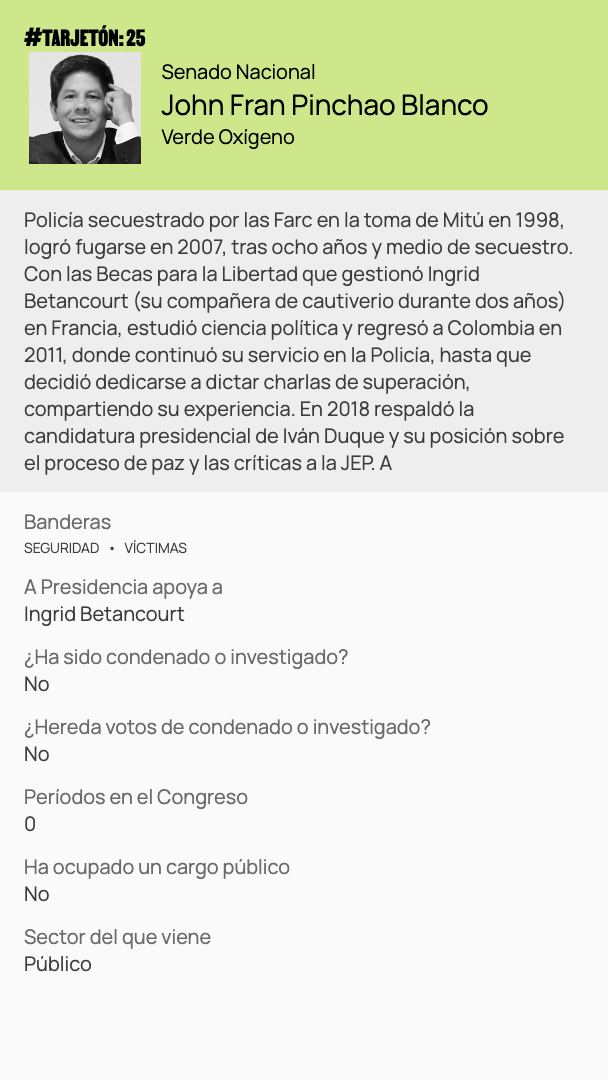 #TARJETÓN: 25
Senado Nacional
John Fran Pinchao Blanco
Verde Oxígeno
Policía secuestrado por las Farc en la toma de Mitú en 1998,
logró fugarse en 2007, tras ocho años y medio de secuestro.
Con las Becas para la Libertad que gestionó Ingrid
Betancourt (su compañera de cautiverio durante dos años)
en Francia, estudió ciencia política y regresó a Colombia en
2011, donde continuó su servicio en la Policía, hasta que
decidió dedicarse a dictar charlas de superación,
compartiendo su experiencia. En 2018 respaldó la
candidatura presidencial de Iván Duque y su posición sobre
el proceso de paz y las críticas a la JEP. A
Banderas
SEGURIDAD • VÍCTIMAS
A Presidencia apoya a
Ingrid Betancourt
¿Ha sido condenado o investigado?
No
¿Hereda votos de condenado o investigado?
No
Períodos en el Congreso
0
Ha ocupado un cargo público
No
Sector del que viene
Público